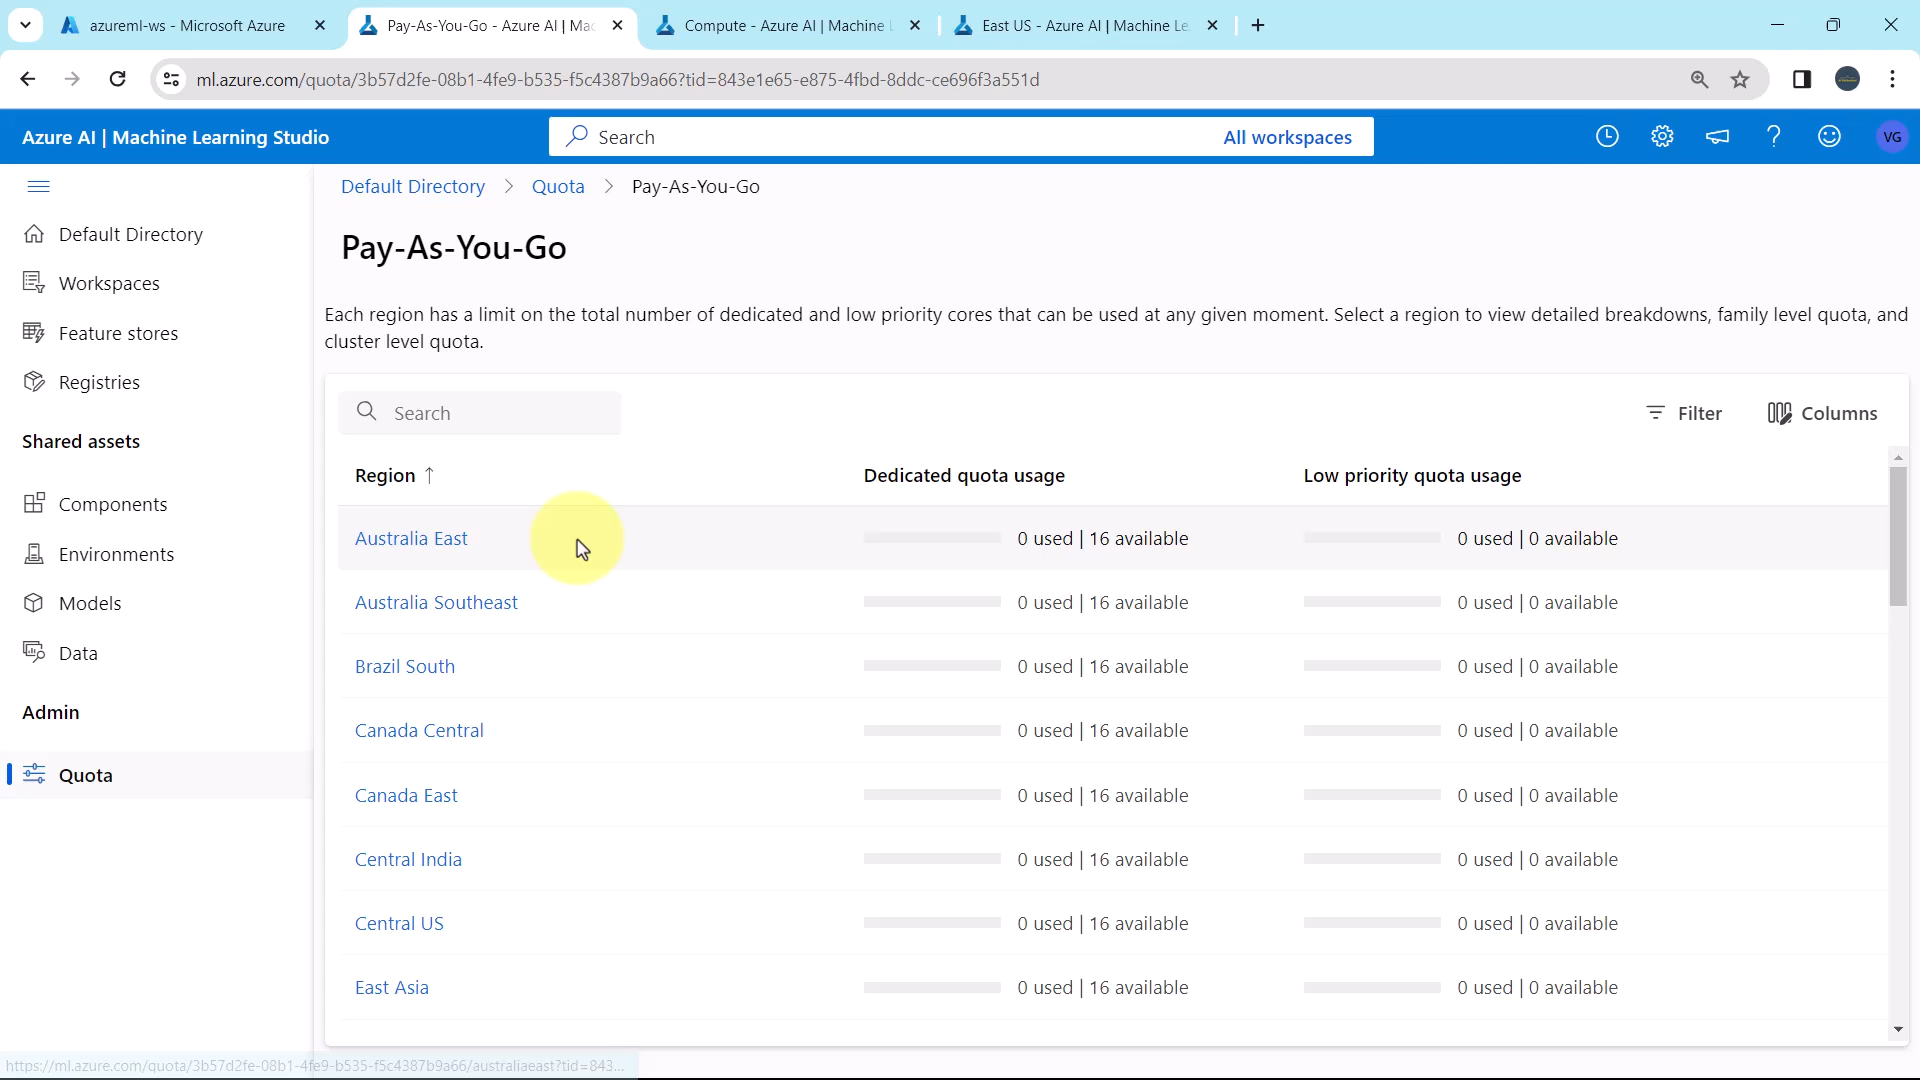 azureml-ws - Microsoft Azure
Pay-As-You-Go - Azure AI | Mac
Compute - Azure AI | Machine L
East US - Azure AI | Machine Le
ml.azure.com/quota/3b57d2fe-08b1-4fe9-b535-f5c4387b9a66?tid=843e1e65-e875-4fbd-8ddc-ce696f3a551d
Azure AI | Machine Learning Studio
Search
All workspaces
VG
Default Directory
Workspaces
Feature stores
Registries
Shared assets
Components
Environments
Models
Data
Admin
Quota
Default Directory > Quota > Pay-As-You-Go
Pay-As-You-Go
Each region has a limit on the total number of dedicated and low priority cores that can be used at any given moment. Select a region to view detailed breakdowns, family level quota, and
cluster level quota.
Search
Filter
Columns
Region ↑ Dedicated quota usage Low priority quota usage
Australia East 0 used | 16 available 0 used | 0 available
Australia Southeast 0 used | 16 available 0 used | 0 available
Brazil South 0 used | 16 available 0 used | 0 available
Canada Central 0 used | 16 available 0 used | 0 available
Canada East 0 used | 16 available 0 used | 0 available
Central India 0 used | 16 available 0 used | 0 available
Central US 0 used | 16 available 0 used | 0 available
East Asia 0 used | 16 available 0 used | 0 available
https://ml.azure.com/quota/3b57d2fe-08b1-4fe9-b535-f5c4387b9a66/australiaeast?tid=843...